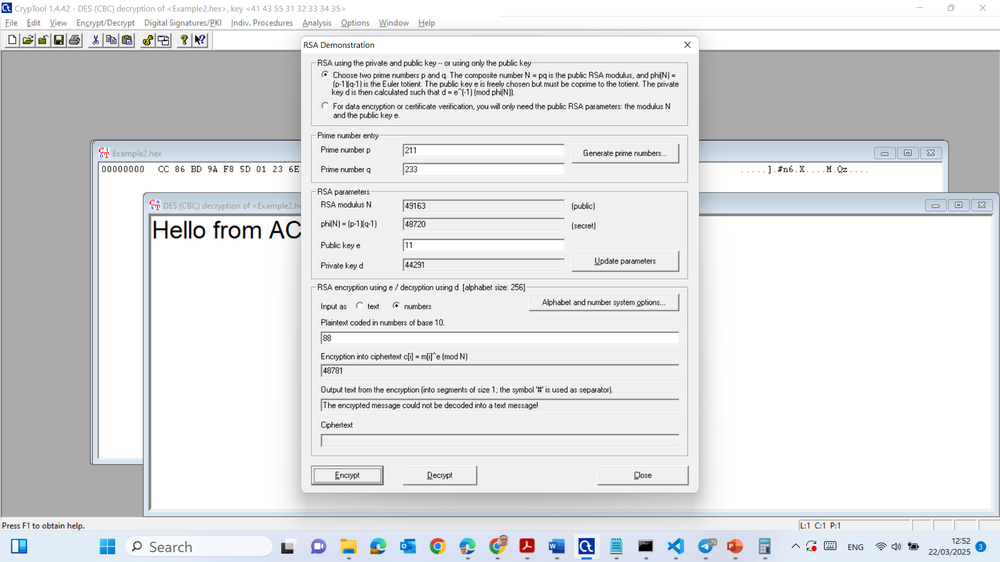 CrypTool 1.4.42 - DES (CBC) decryption of <Example2.hex>, key <41 43 55 31 32 33 34 35>
File Edit View Encrypt/Decrypt Digital Signatures/PKI Indiv. Procedures Analysis Options Window Help
RSA Demonstration
RSA using the private and public key -- or using only the public key
Choose two prime numbers p and q. The composite number N = pq is the public RSA modulus, and phi(N) =
(p-1)(q-1) is the Euler totient. The public key e is freely chosen but must be coprime to the totient. The private
key d is then calculated such that d = e^(-1) (mod phi(N)).
For data encryption or certificate verification, you will only need the public RSA parameters: the modulus N
and the public key e.
Prime number entry
Prime number p 211 Generate prime numbers...
Prime number q 233
Example2.hex
00000000 CC 86 BD 9A F8 5D 01 23 6E .....].#n6.X....M.Qz....
RSA parameters
RSA modulus N 49163 (public)
DES (CBC) decryption of <Example2.he
phi(N) = (p-1)(q-1) 48720 (secret)
Hello from AC
Public key e 11
Private key d 44291 Update parameters
RSA encryption using e / decryption using d [alphabet size: 256]
Input as text numbers Alphabet and number system options...
Plaintext coded in numbers of base 10.
88
Encryption into ciphertext c[i] = m[i]^e (mod N)
48781
Output text from the encryption (into segments of size 1; the symbol '#' is used as separator).
The encrypted message could not be decoded into a text message!
Ciphertext
Encrypt Decrypt Close
Press F1 to obtain help. L:1 C:1 P:1
Search 76 ENG 12:52 3
22/03/2025